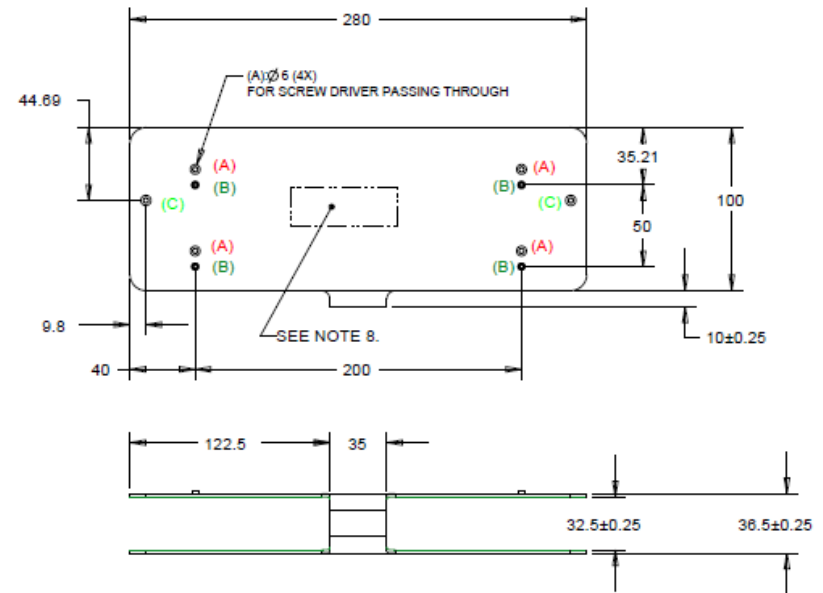 280
(A)Ø6 (4X)
FOR SCREW DRIVER PASSING THROUGH
44.69
35.21
(A)
(A)
(B)
(B)
(C)
(C)
100
50
(A)
(A)
(B)
(B)
9.8
SEE NOTE 8.
10±0.25
40
200
122.5
35
32.5±0.25
36.5±0.25